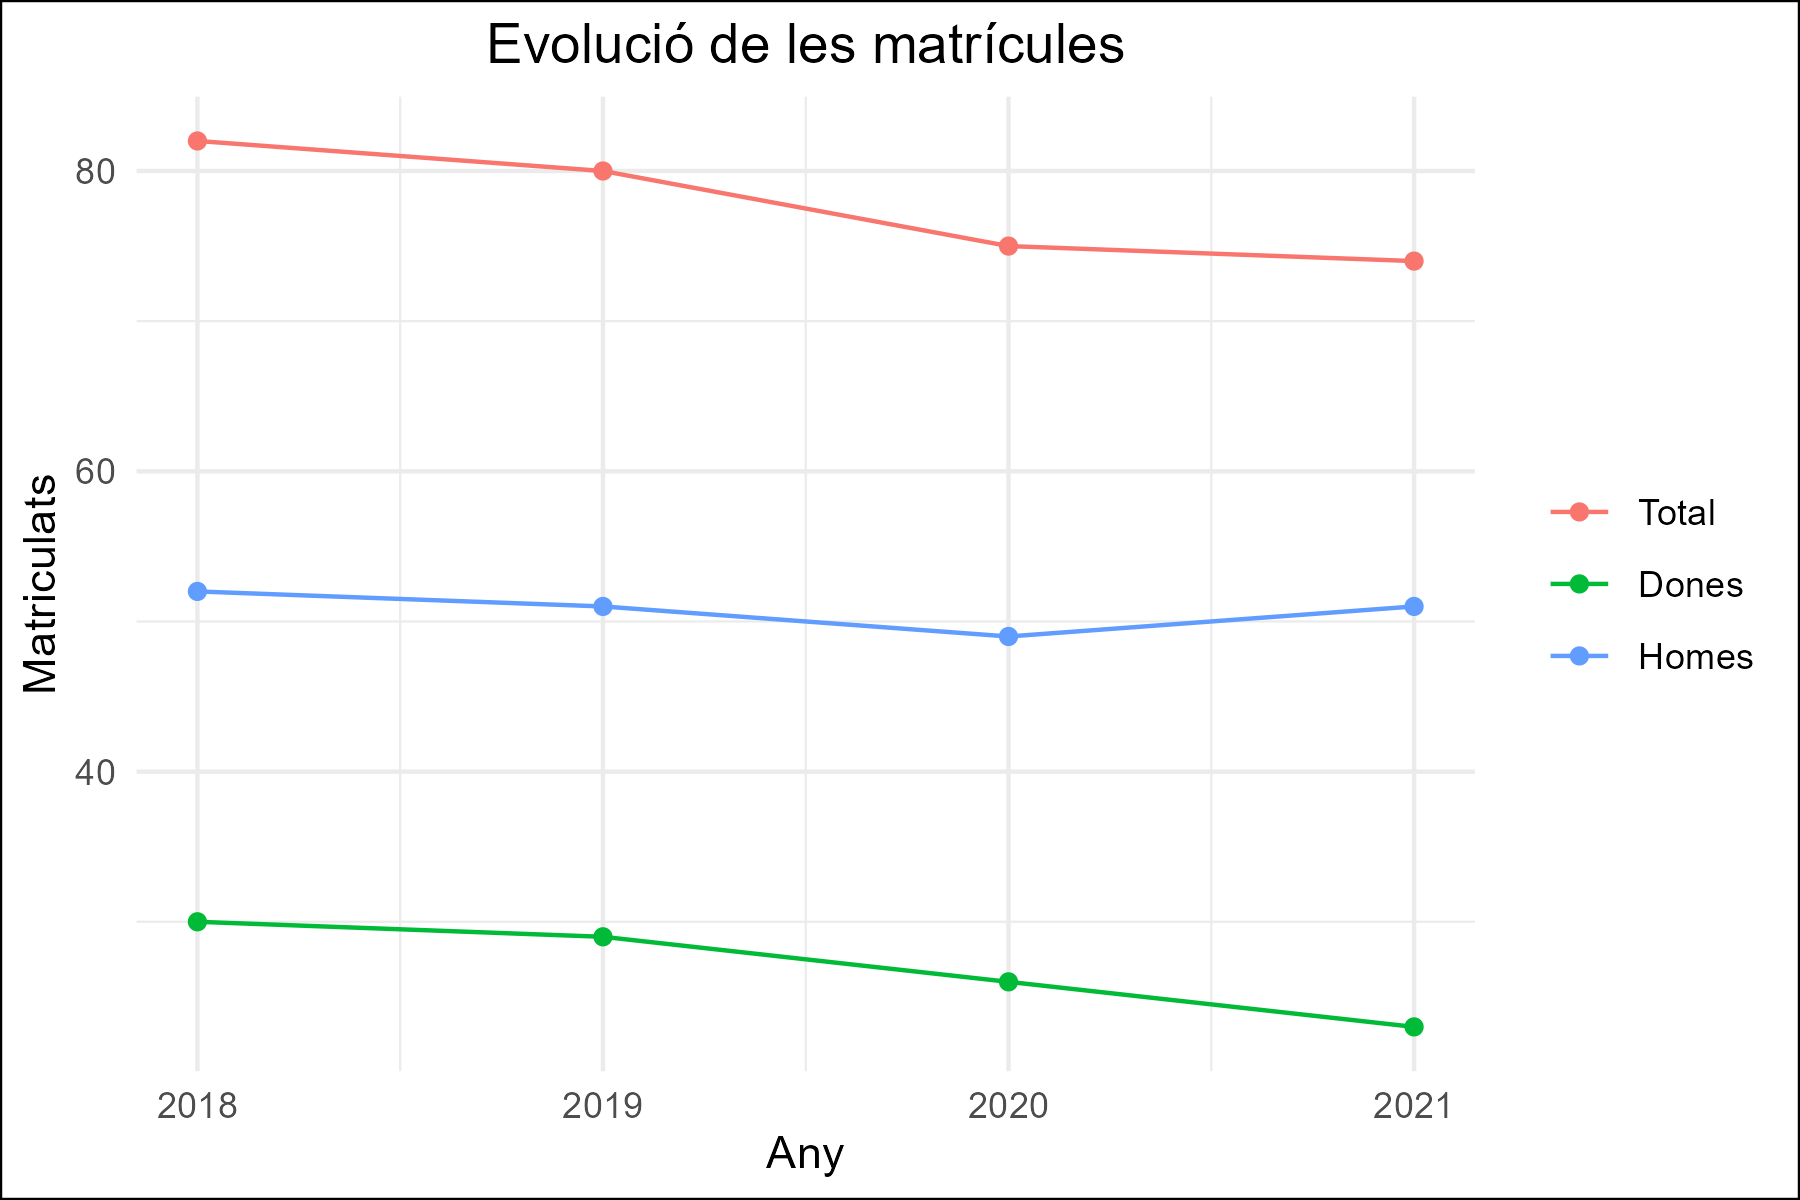 Evolució de les matrícules
80
60
40
Matriculats
2018 2019 2020 2021
Any
Total
Dones
Homes